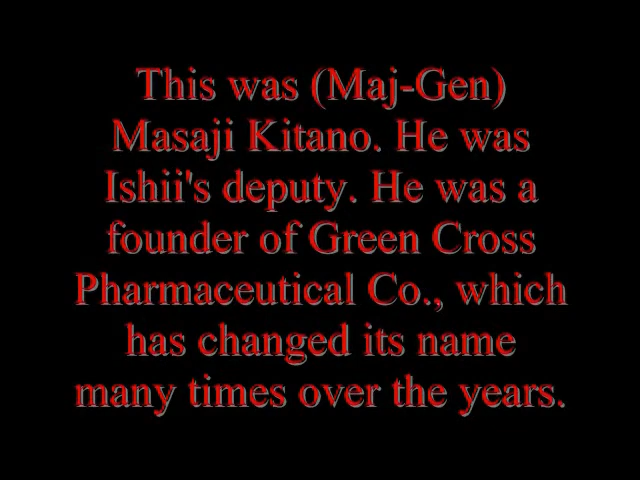 This was (Maj-Gen)
Masaji Kitano. He was
Ishii's deputy. He was a
founder of Green Cross
Pharmaceutical Co., which
has changed its name
many times over the years.